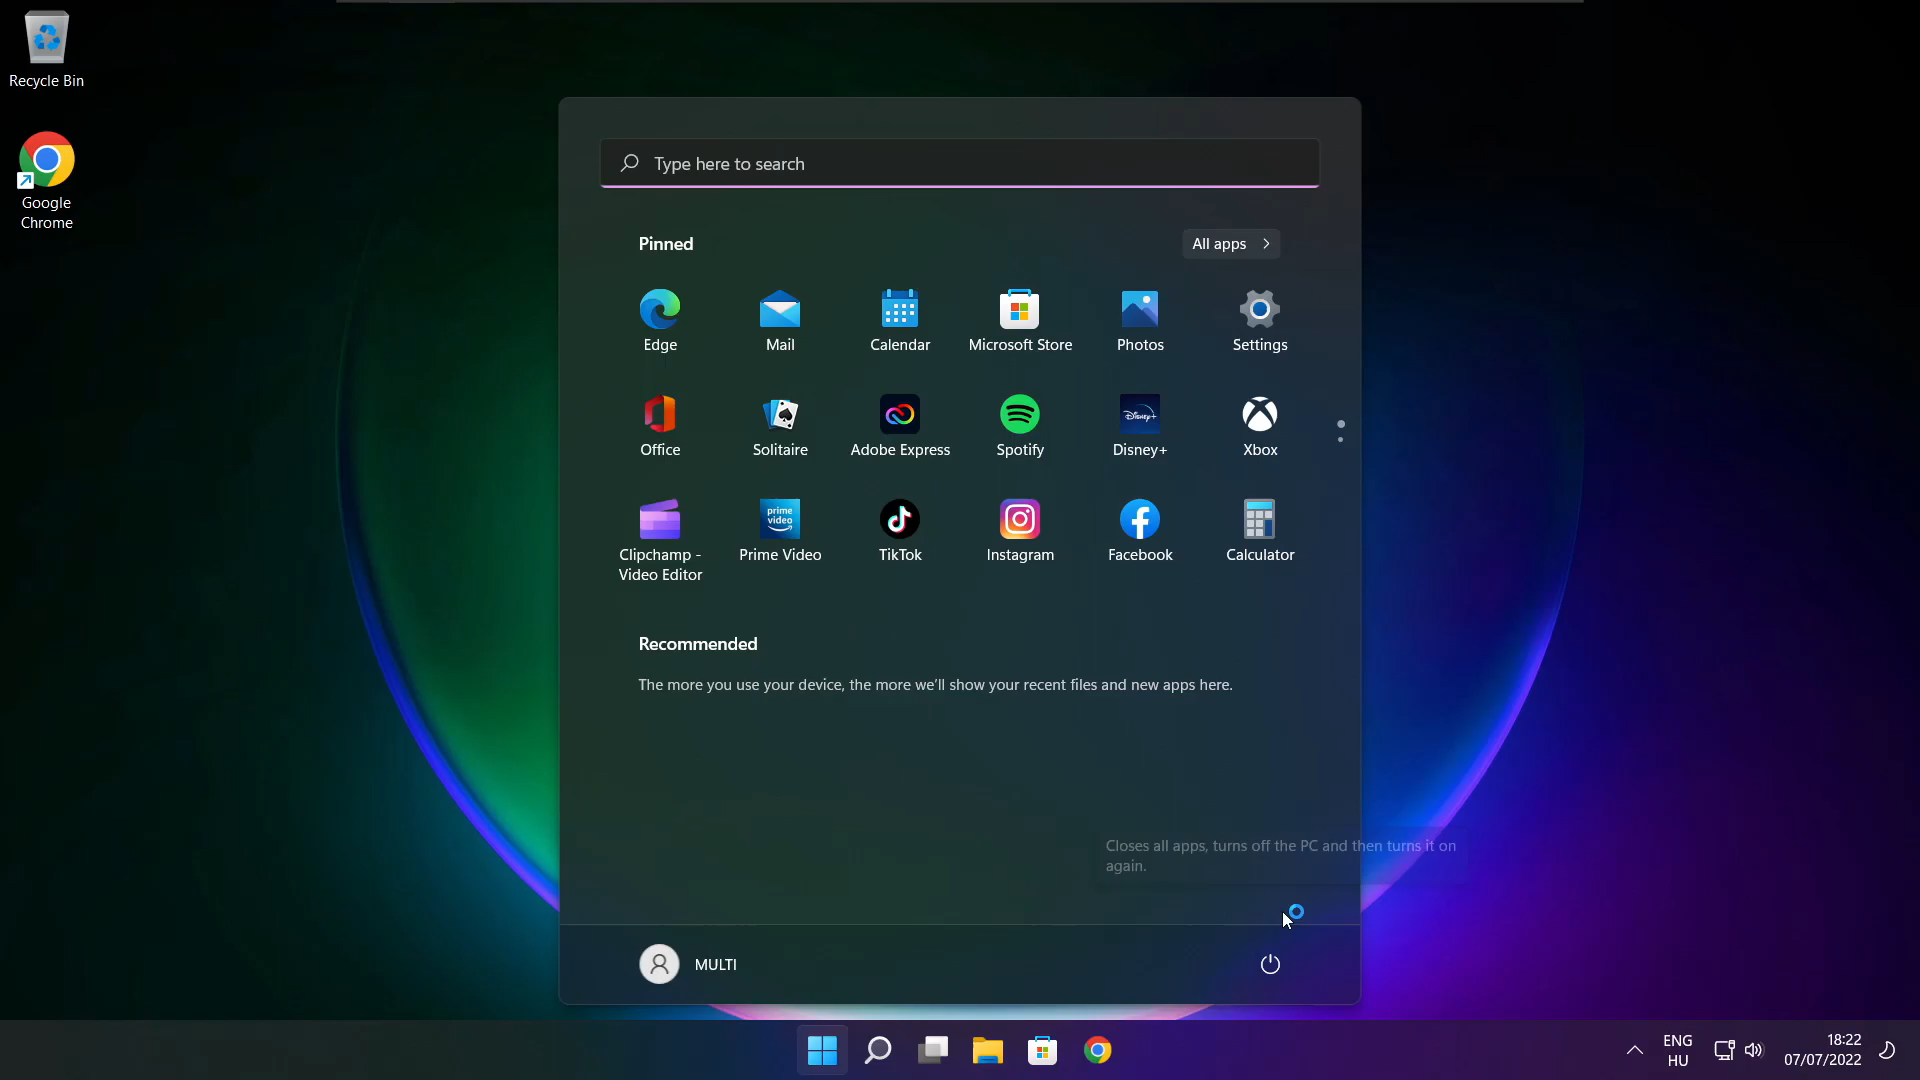 Recycle Bin
Google
Chrome
Type here to search
Pinned
All apps
Edge
Mail
Calendar
Microsoft Store
Photos
Settings
Office
Solitaire
Adobe Express
Spotify
Disney+
Disney+
Xbox
prime
video
Clipchamp -
Video Editor
Prime Video
TikTok
Instagram
Facebook
Calculator
Recommended
The more you use your device, the more we'll show your recent files and new apps here.
Closes all apps, turns off the PC and then turns it on
again.
MULTI
ENG
HU
18:22
07/07/2022